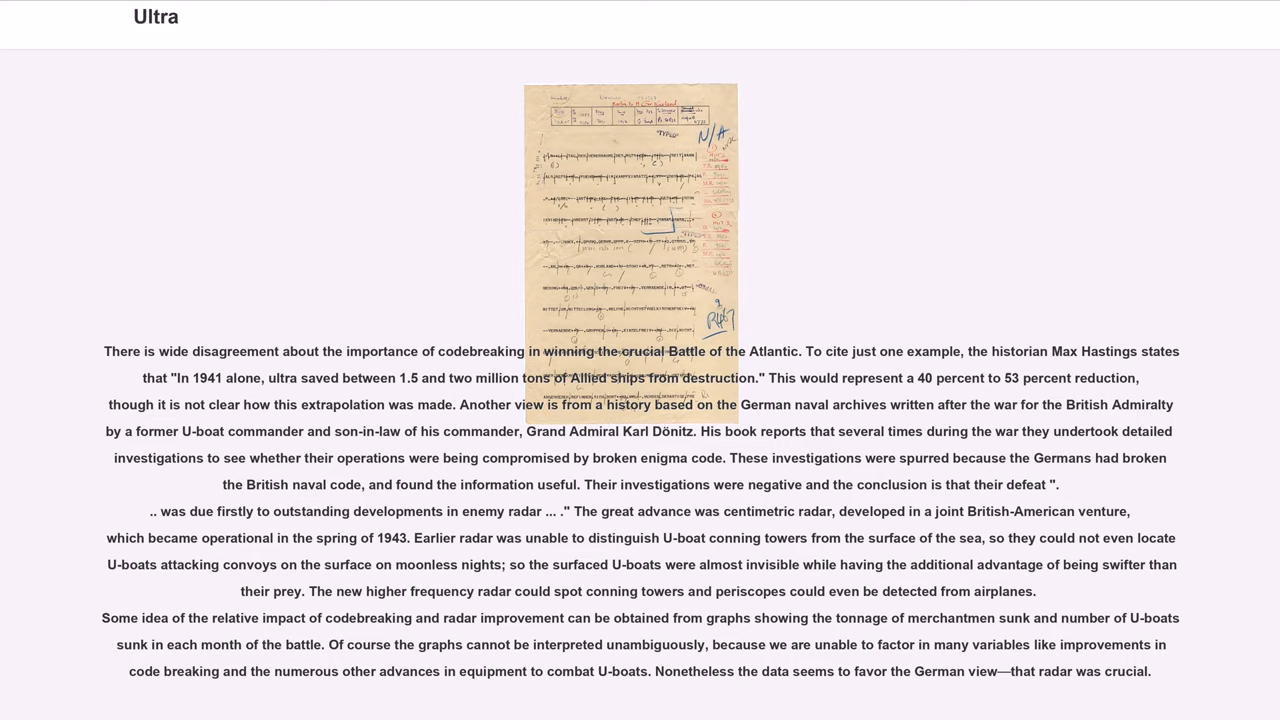 Ultra
N/A
"TYPED"
There is wide disagreement about the importance of codebreaking in winning the crucial Battle of the Atlantic. To cite just one example, the historian Max Hastings states
that "In 1941 alone, ultra saved between 1.5 and two million tons of Allied ships from destruction." This would represent a 40 percent to 53 percent reduction,
though it is not clear how this extrapolation was made. Another view is from a history based on the German naval archives written after the war for the British Admiralty
by a former U-boat commander and son-in-law of his commander, Grand Admiral Karl Dönitz. His book reports that several times during the war they undertook detailed
investigations to see whether their operations were being compromised by broken enigma code. These investigations were spurred because the Germans had broken
the British naval code, and found the information useful. Their investigations were negative and the conclusion is that their defeat ".
.. was due firstly to outstanding developments in enemy radar ... ." The great advance was centimetric radar, developed in a joint British-American venture,
which became operational in the spring of 1943. Earlier radar was unable to distinguish U-boat conning towers from the surface of the sea, so they could not even locate
U-boats attacking convoys on the surface on moonless nights; so the surfaced U-boats were almost invisible while having the additional advantage of being swifter than
their prey. The new higher frequency radar could spot conning towers and periscopes could even be detected from airplanes.
Some idea of the relative impact of codebreaking and radar improvement can be obtained from graphs showing the tonnage of merchantmen sunk and number of U-boats
sunk in each month of the battle. Of course the graphs cannot be interpreted unambiguously, because we are unable to factor in many variables like improvements in
code breaking and the numerous other advances in equipment to combat U-boats. Nonetheless the data seems to favor the German view—that radar was crucial.